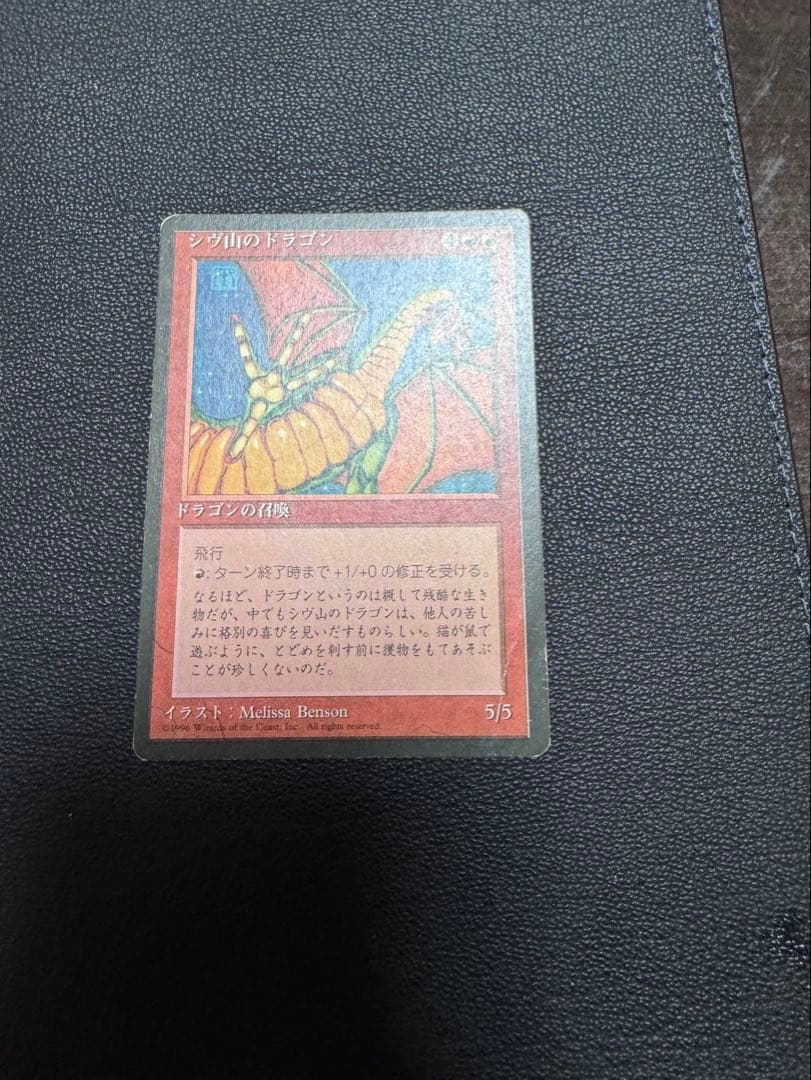 シヴ山のドラゴン 4
ドラゴンの召喚
飛行
: ターン終了時まで +1/+0 の修正を受ける。
なるほど、ドラゴンというのは概して残酷な生き
物だが、中でもシヴ山のドラゴンは、他人の苦し
みに格別の喜びを見いだすものらしい。猫が鼠で
遊ぶように、とどめを刺す前に獲物をもてあそぶ
ことが珍しくないのだ。
イラスト：Melissa Benson 5/5
©1996 Wizards of the Coast, Inc. All rights reserved.